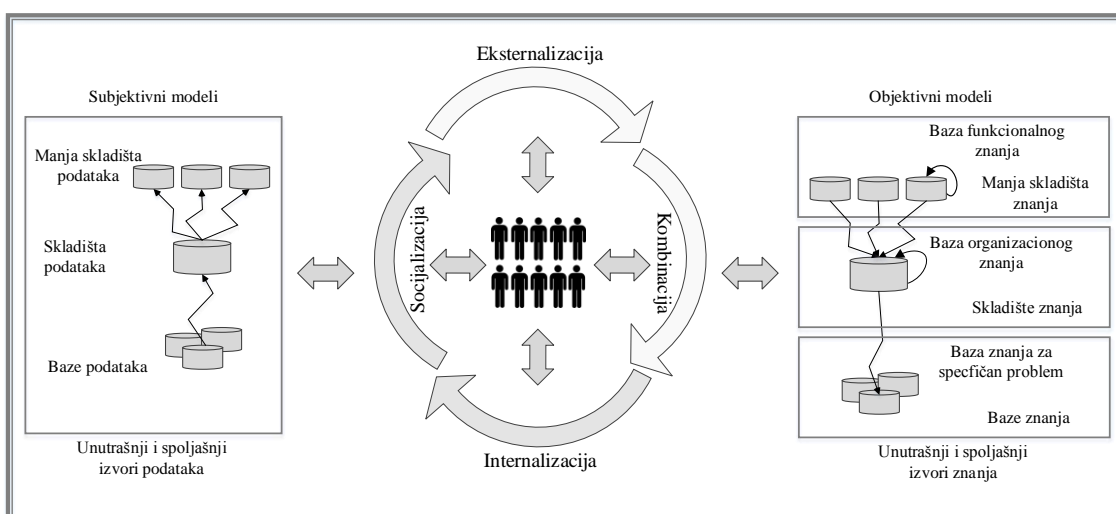 Eksternalizacija
Subjektivni modeli
Manja skladišta
podataka
Skladišta
podataka
Baze podataka
Unutrašnji i spoljašnji
izvori podataka
Socijalizacija
Kombinacija
Internalizacija
Objektivni modeli
Baza funkcionalnog
znanja
Manja skladišta
znanja
Baza organizacionog
znanja
Skladište znanja
Baza znanja za
specfičan problem
Baze znanja
Unutrašnji i spoljašnji
izvori znanja